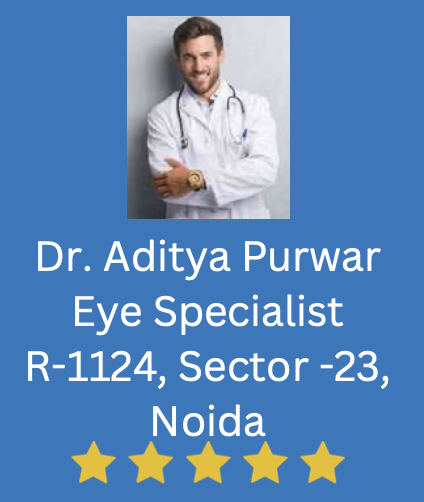 Dr. Aditya Purwar
Eye Specialist
R-1124, Sector -23,
Noida